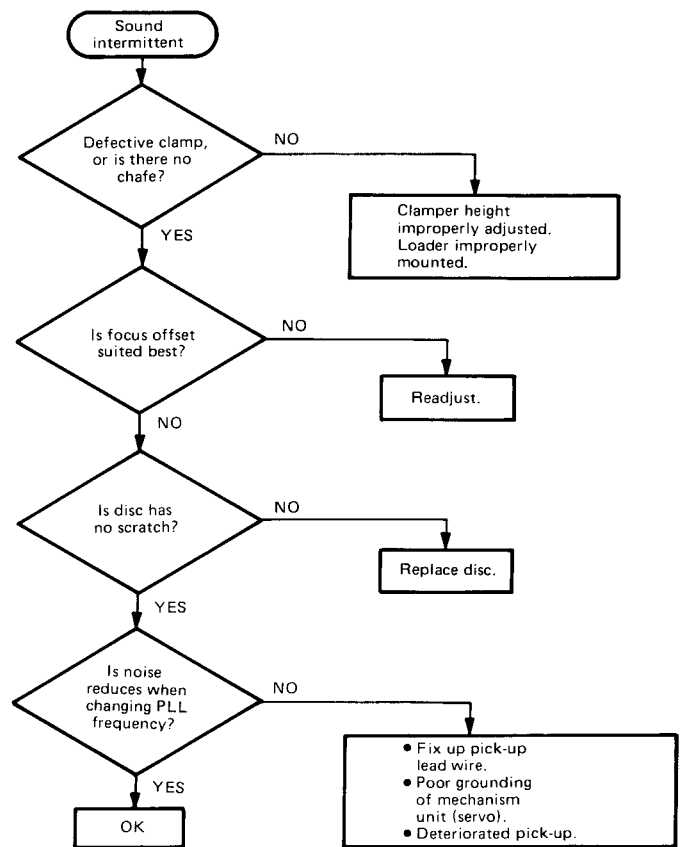 Sound
intermittent
Defective clamp,
or is there no
chafe?
NO
Clamper height
improperly adjusted.
Loader improperly
mounted.
YES
Is focus offset
suited best?
NO
Readjust.
NO
Is disc has
no scratch?
NO
Replace disc.
YES
Is noise
reduces when
changing PLL
frequency?
NO
• Fix up pick-up
lead wire.
• Poor grounding
of mechanism
unit (servo).
• Deteriorated pick-up.
YES
OK